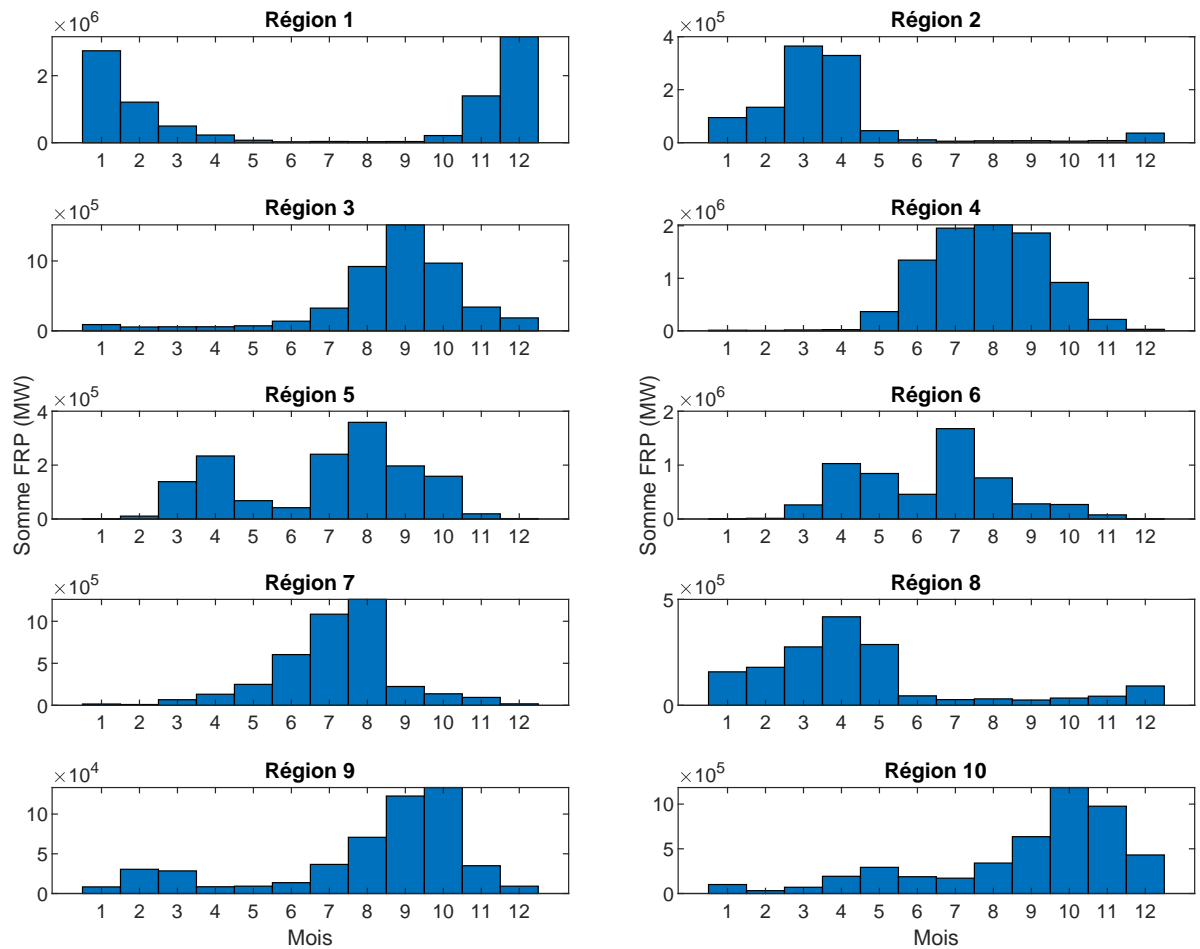 Région 1
×10^6
2
0
1 2 3 4 5 6 7 8 9 10 11 12
Région 2
×10^5
4
2
0
1 2 3 4 5 6 7 8 9 10 11 12
Région 3
×10^5
10
5
0
1 2 3 4 5 6 7 8 9 10 11 12
Région 4
×10^6
2
1
0
1 2 3 4 5 6 7 8 9 10 11 12
Région 5
×10^5
4
2
0
1 2 3 4 5 6 7 8 9 10 11 12
Somme FRP (MW)
Région 6
×10^6
2
1
0
1 2 3 4 5 6 7 8 9 10 11 12
Somme FRP (MW)
Région 7
×10^5
10
5
0
1 2 3 4 5 6 7 8 9 10 11 12
Région 8
×10^5
5
0
1 2 3 4 5 6 7 8 9 10 11 12
Région 9
×10^4
10
5
0
1 2 3 4 5 6 7 8 9 10 11 12
Mois
Région 10
×10^5
10
5
0
1 2 3 4 5 6 7 8 9 10 11 12
Mois